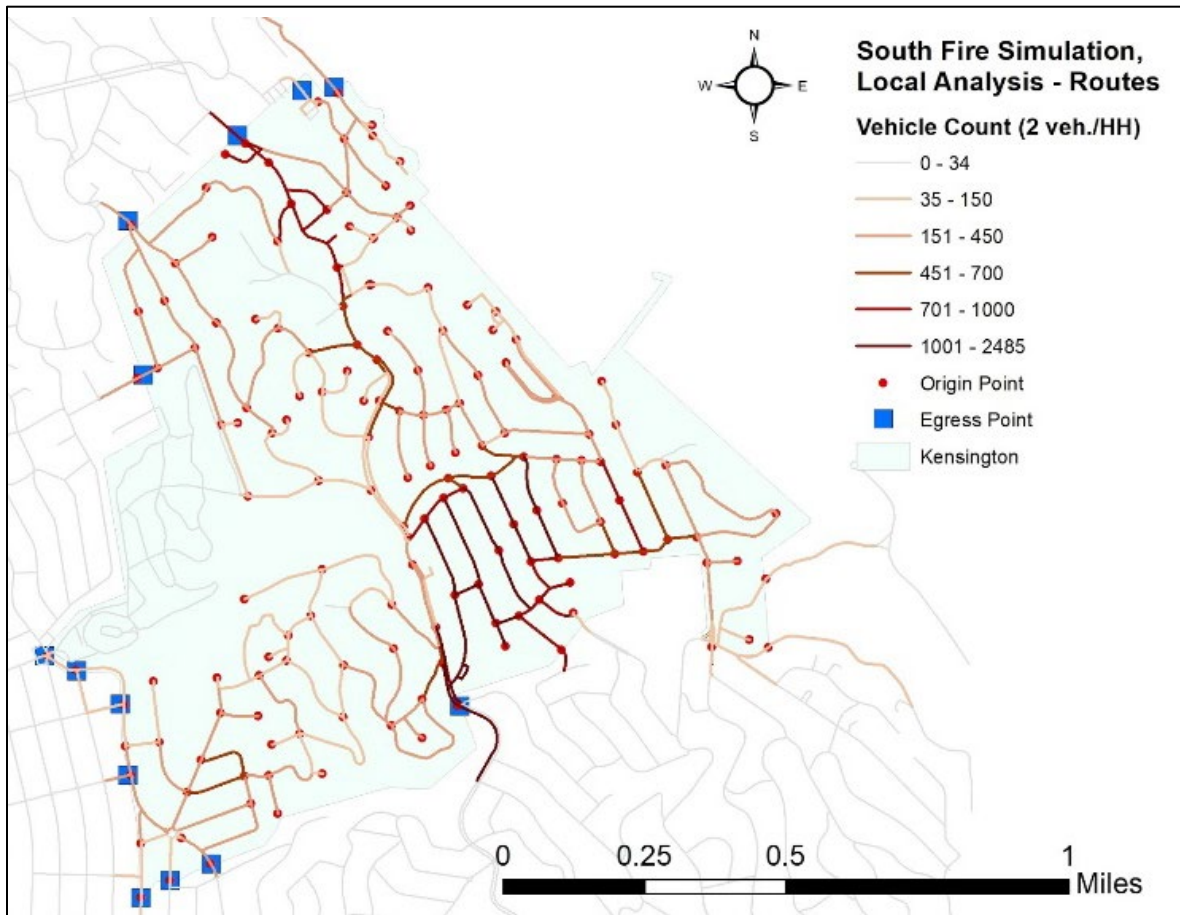 N
W E
S
South Fire Simulation,
Local Analysis - Routes
Vehicle Count (2 veh./HH)
0 - 34
35 - 150
151 - 450
451 - 700
701 - 1000
1001 - 2485
Origin Point
Egress Point
Kensington
0 0.25 0.5 1
Miles